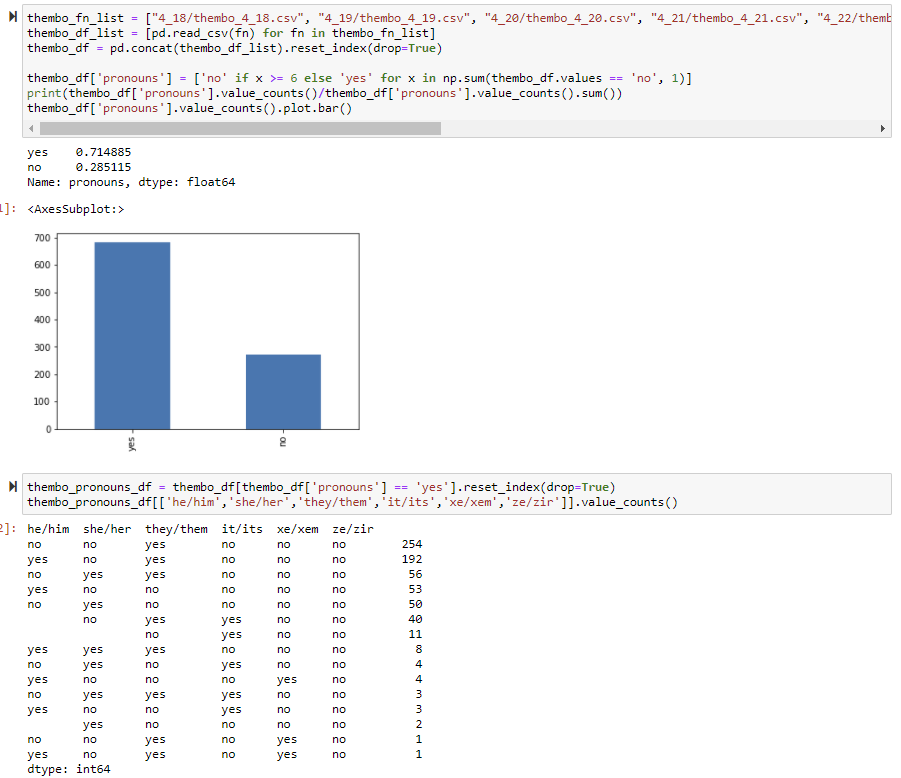 thembo_fn_list = ["4_18/thembo_4_18.csv", "4_19/thembo_4_19.csv", "4_20/thembo_4_20.csv", "4_21/thembo_4_21.csv", "4_22/themb
thembo_df_list = [pd.read_csv(fn) for fn in thembo_fn_list]
thembo_df = pd.concat(thembo_df_list).reset_index(drop=True)
thembo_df['pronouns'] = ['no' if x >= 6 else 'yes' for x in np.sum(thembo_df.values == 'no', 1)]
print(thembo_df['pronouns'].value_counts()/thembo_df['pronouns'].value_counts().sum())
thembo_df['pronouns'].value_counts().plot.bar()
yes 0.714885
no 0.285115
Name: pronouns, dtype: float64
1]: <AxesSubplot:>
700
600
500
400
300
200
100
0
yes no
thembo_pronouns_df = thembo_df[thembo_df['pronouns'] == 'yes'].reset_index(drop=True)
thembo_pronouns_df[['he/him','she/her','they/them','it/its','xe/xem','ze/zir']].value_counts()
2]: he/him she/her they/them it/its xe/xem ze/zir
no no yes no no no 254
yes no yes no no no 192
no yes yes no no no 56
yes no no no no no 53
no yes no no no no 50
no yes yes no no 40
no yes no no 11
yes yes yes no no no 8
no yes no yes no no 4
yes no no no yes no 4
no yes yes yes no no 3
yes no no yes no no 3
yes no no no no 2
no no yes no yes no 1
yes no yes no yes no 1
dtype: int64